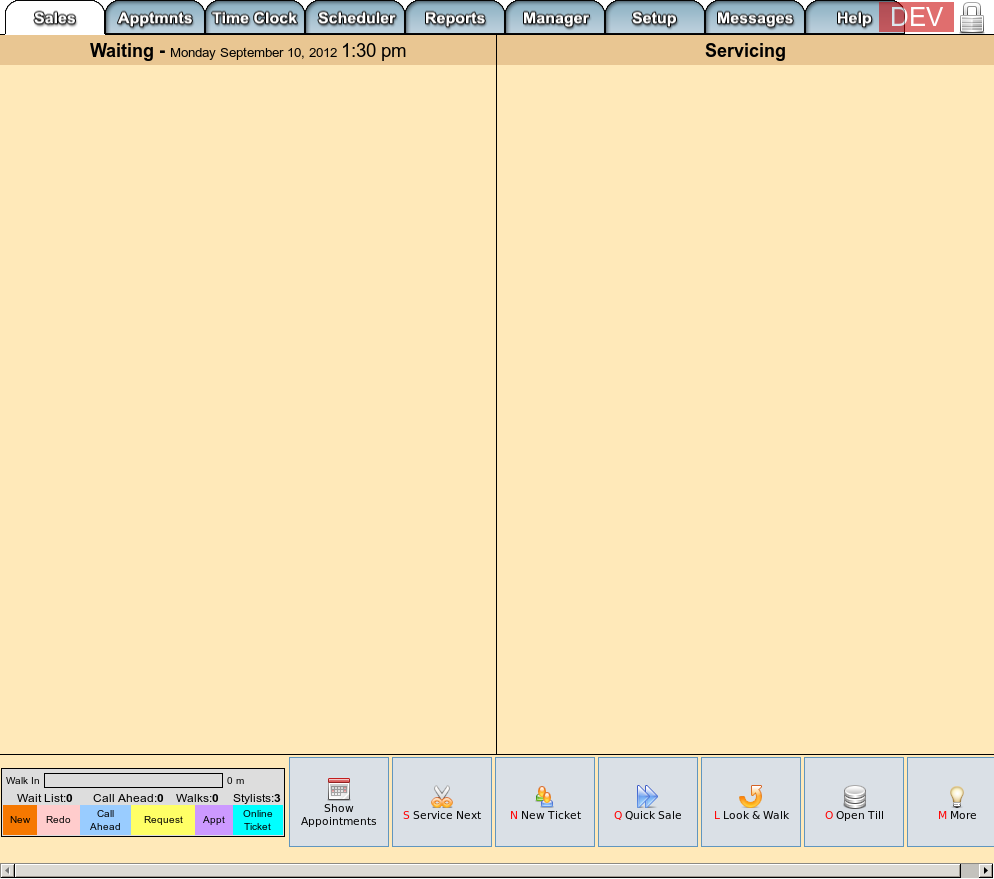 Sales Apptmnts Time Clock Scheduler Reports Manager Setup Messages Help DEV
Waiting - Monday September 10, 2012 1:30 pm
Servicing
Walk In 0 m
Wait List:0 Call Ahead:0 Walks:0 Stylists:3
New Redo Call Ahead Request Appt Online Ticket
Show
Appointments
S Service Next
N New Ticket
Q Quick Sale
L Look & Walk
O Open Till
M More